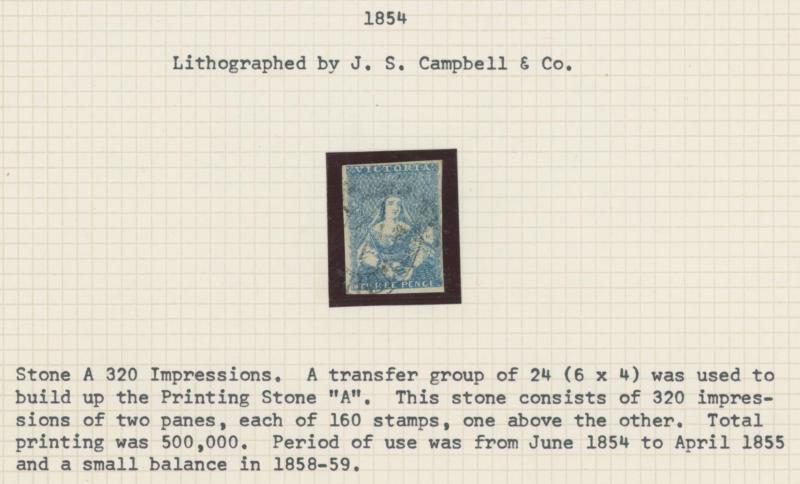 1854
Lithographed by J. S. Campbell & Co.
VICTORIA
THREE PENCE
Stone A 320 Impressions. A transfer group of 24 (6 x 4) was used to
build up the Printing Stone "A". This stone consists of 320 impres-
sions of two panes, each of 160 stamps, one above the other. Total
printing was 500,000. Period of use was from June 1854 to April 1855
and a small balance in 1858-59.